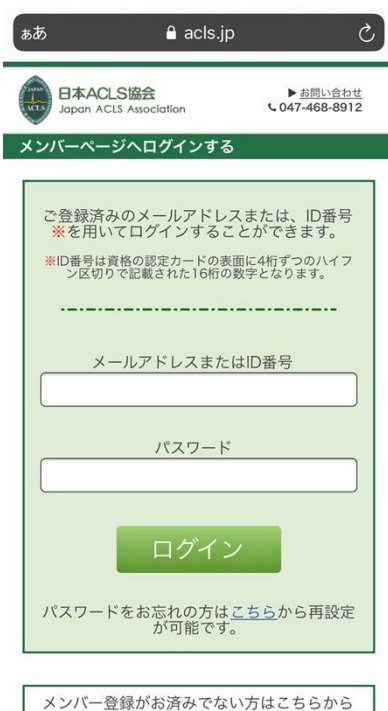 ああ
acls.jp
日本ACLS協会
Japan ACLS Association
▶ お問い合わせ
047-468-8912
メンバーページへログインする
ご登録済みのメールアドレスまたは、ID番号
※を用いてログインすることができます。
※ID番号は資格の認定カードの表面に4桁ずつのハイフ
ン区切りで記載された16桁の数字となります。
メールアドレスまたはID番号
パスワード
ログイン
パスワードをお忘れの方はこちらから再設定
が可能です。
メンバー登録がお済みでない方はこちらから